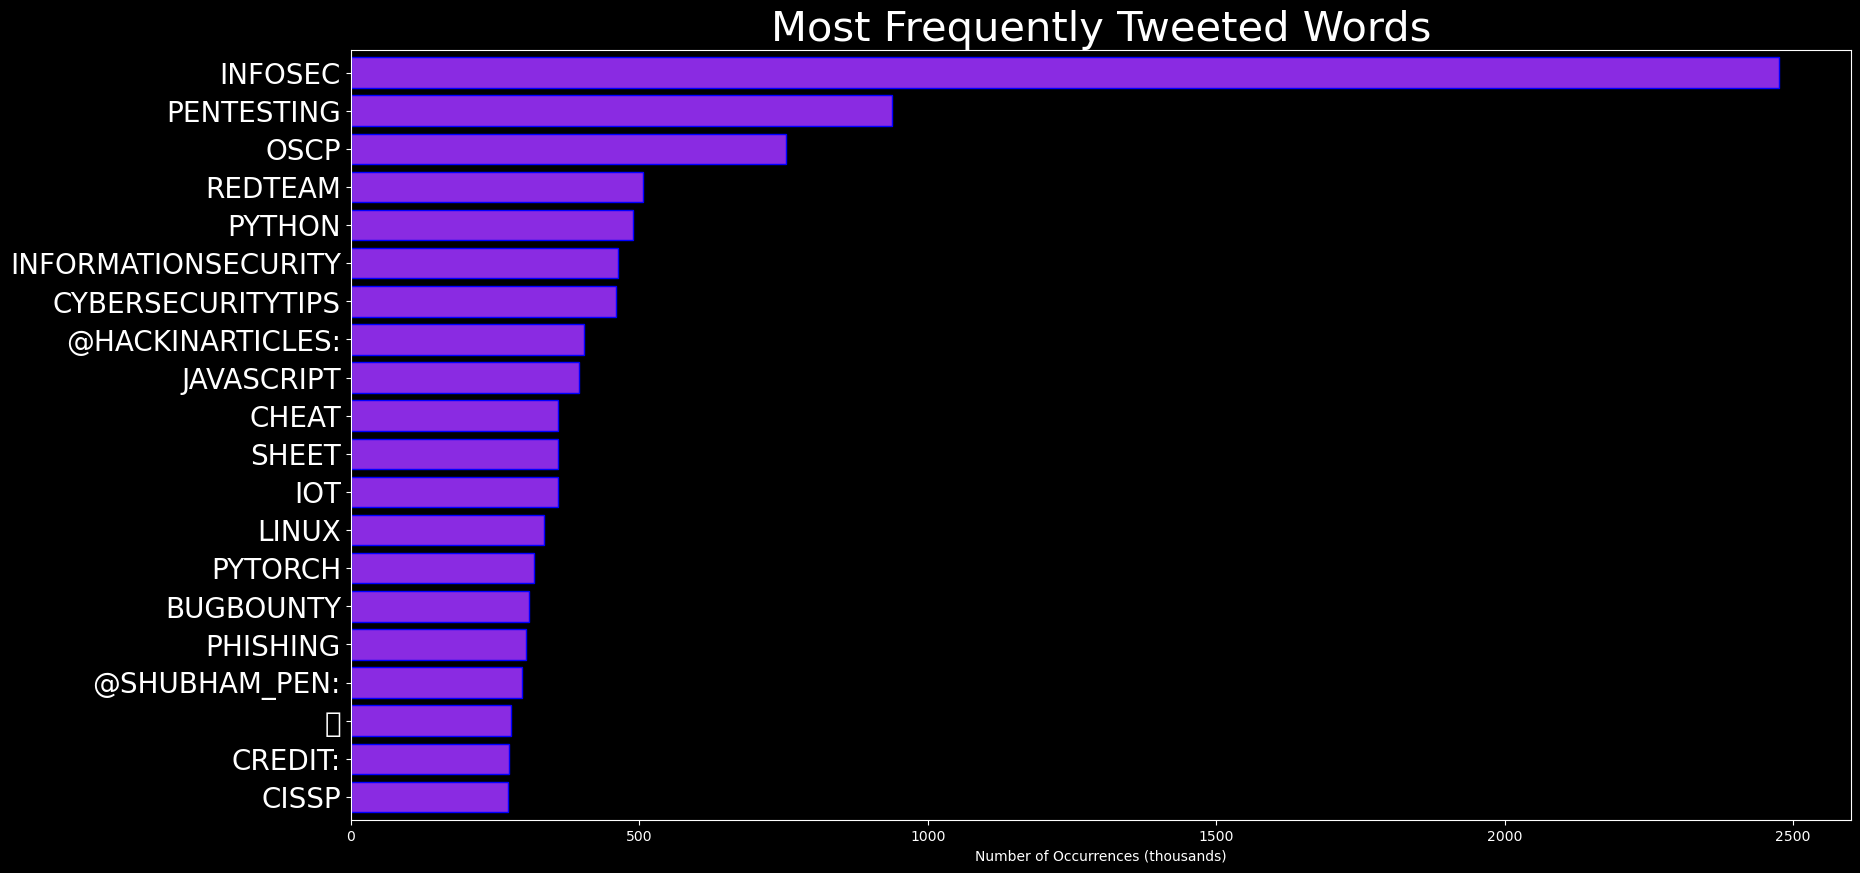 Most Frequently Tweeted Words
INFOSEC
PENTESTING
OSCP
REDTEAM
PYTHON
INFORMATIONSECURITY
CYBERSECURITYTIPS
@HACKINARTICLES:
JAVASCRIPT
CHEAT
SHEET
IOT
LINUX
PYTORCH
BUGBOUNTY
PHISHING
@SHUBHAM_PEN:
CREDIT:
CISSP
0 500 1000 1500 2000 2500
Number of Occurrences (thousands)